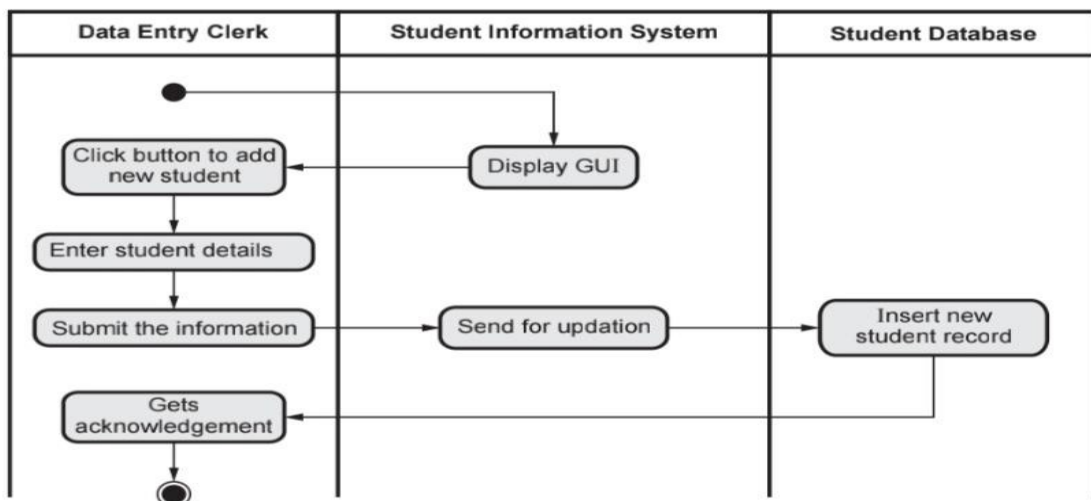 Data Entry Clerk
Student Information System
Student Database
Click button to add
new student
Display GUI
Enter student details
Submit the information
Send for updation
Insert new
student record
Gets
acknowledgement